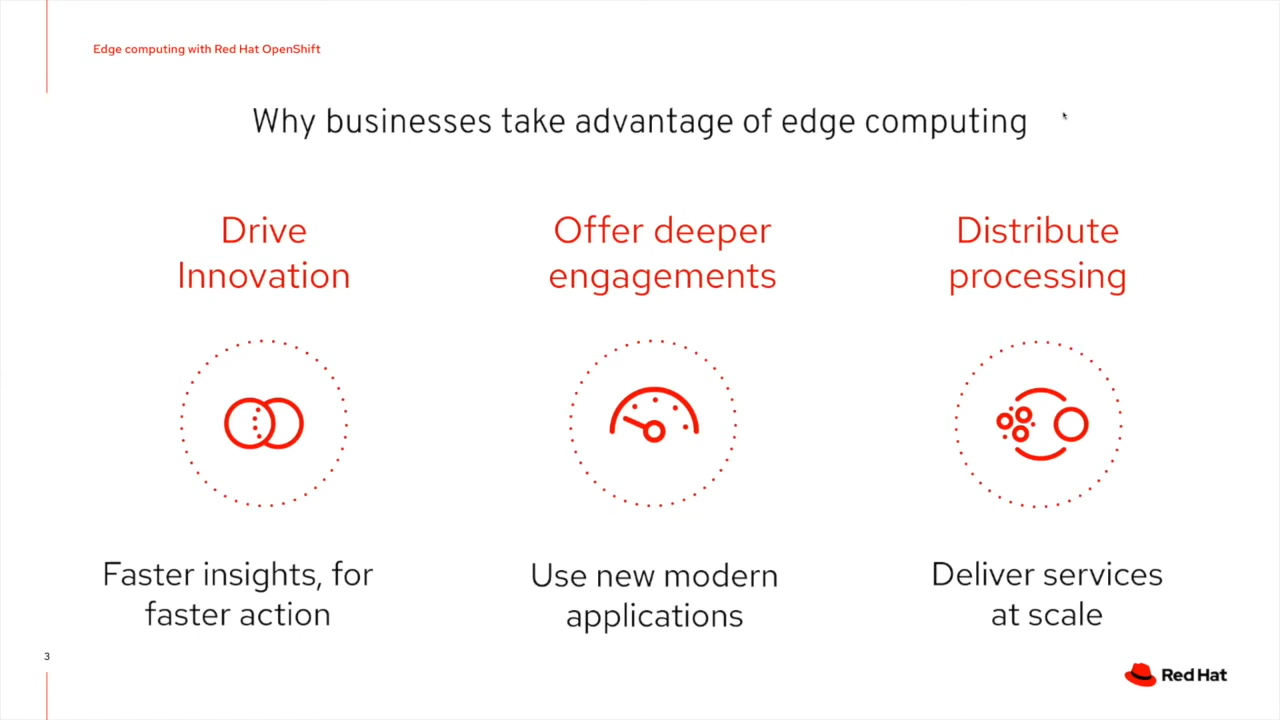 Edge computing with Red Hat OpenShift
Why businesses take advantage of edge computing
Drive
Innovation
Offer deeper
engagements
Distribute
processing
Faster insights, for
faster action
Use new modern
applications
Deliver services
at scale
3
Red Hat